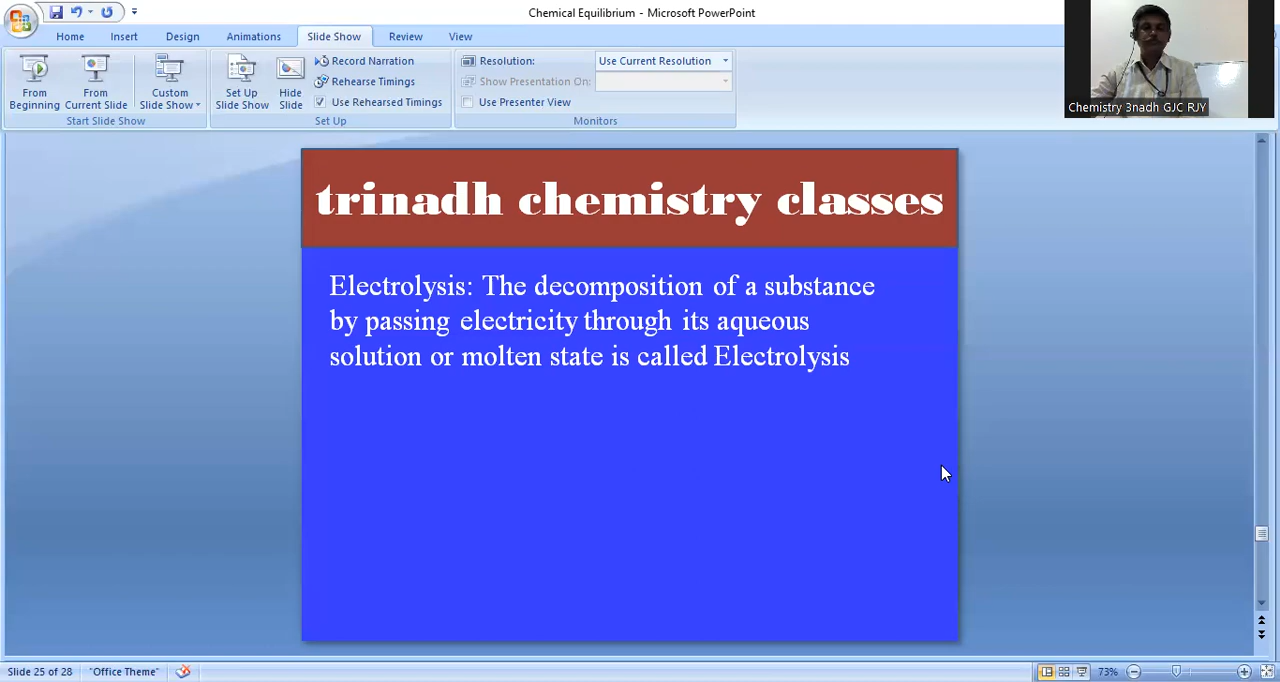 Chemical Equilibrium - Microsoft PowerPoint
Home Insert Design Animations Slide Show Review View
From Beginning
From Current Slide
Custom Slide Show
Set Up Slide Show
Hide Slide
Record Narration
Rehearse Timings
Use Rehearsed Timings
Resolution: Use Current Resolution
Show Presentation On:
Use Presenter View
Start Slide Show
Set Up
Monitors
Chemistry 3nadh GJC RJY
trinadh chemistry classes
Electrolysis: The decomposition of a substance
by passing electricity through its aqueous
solution or molten state is called Electrolysis
Slide 25 of 28 "Office Theme" 73%